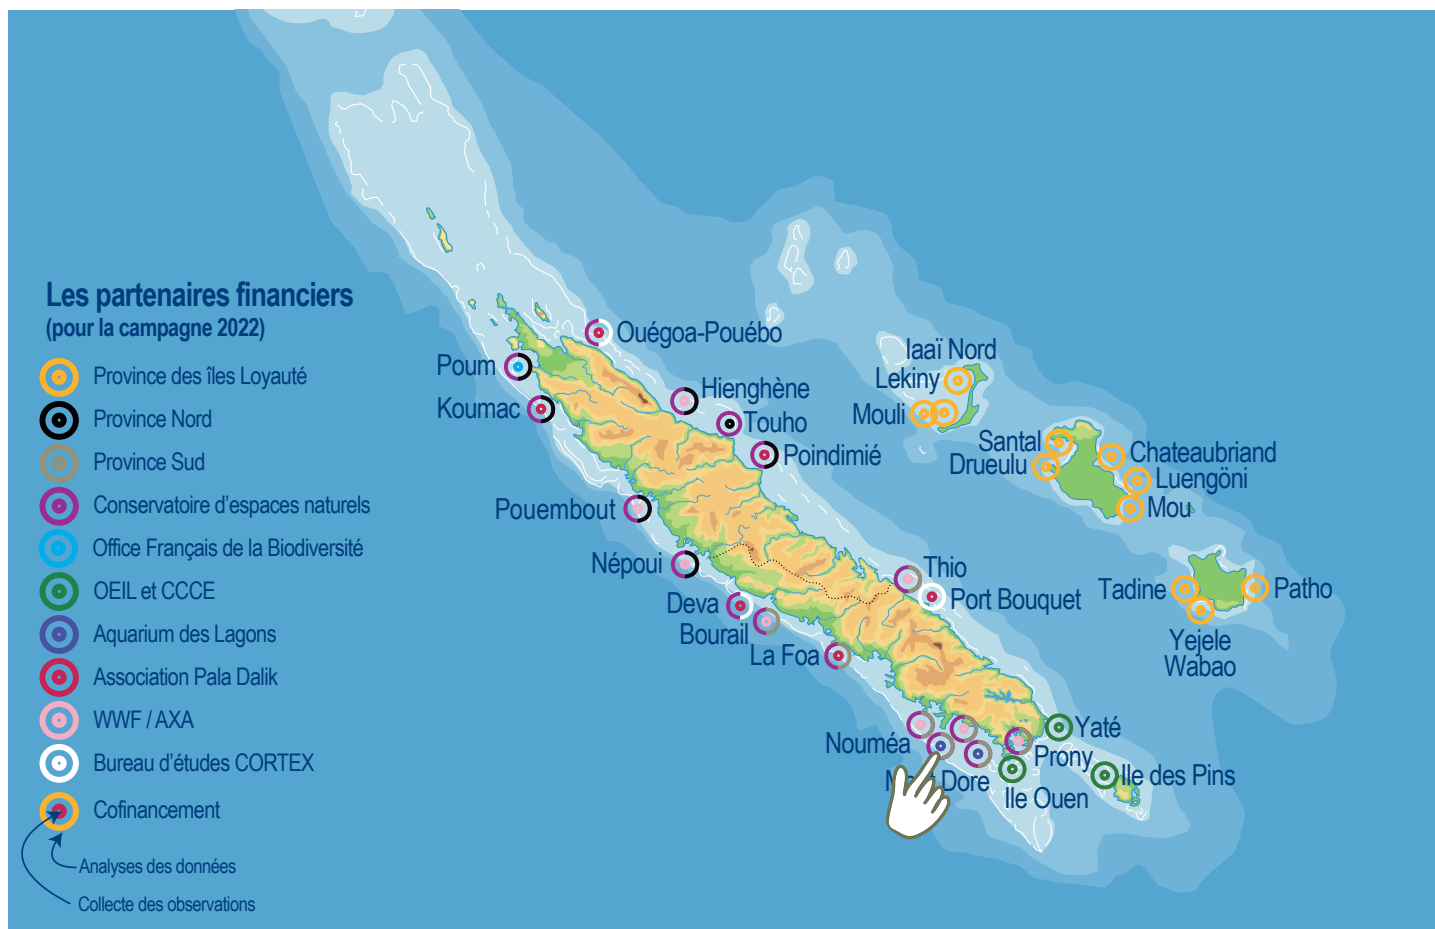 Les partenaires financiers
(pour la campagne 2022)
Province des îles Loyauté
Province Nord
Province Sud
Conservatoire d'espaces naturels
Office Français de la Biodiversité
OEIL et CCCE
Aquarium des Lagons
Association Pala Dalik
WWF / AXA
Bureau d'études CORTEX
Cofinancement
Analyses des données
Collecte des observations
Ouégoa-Pouébo
Poum
Koumac
Hienghène
Touho
Poindimié
Pouembout
Népoui
Deva
Bourail
La Foa
Thio
Port Bouquet
Nouméa
Dore
Prony
Yaté
Ile Ouen
Ile des Pins
Iaaï Nord
Lekiny
Mouli
Santal
Drueulu
Chateaubriand
Luengöni
Mou
Tadine
Patho
Yejele
Wabao